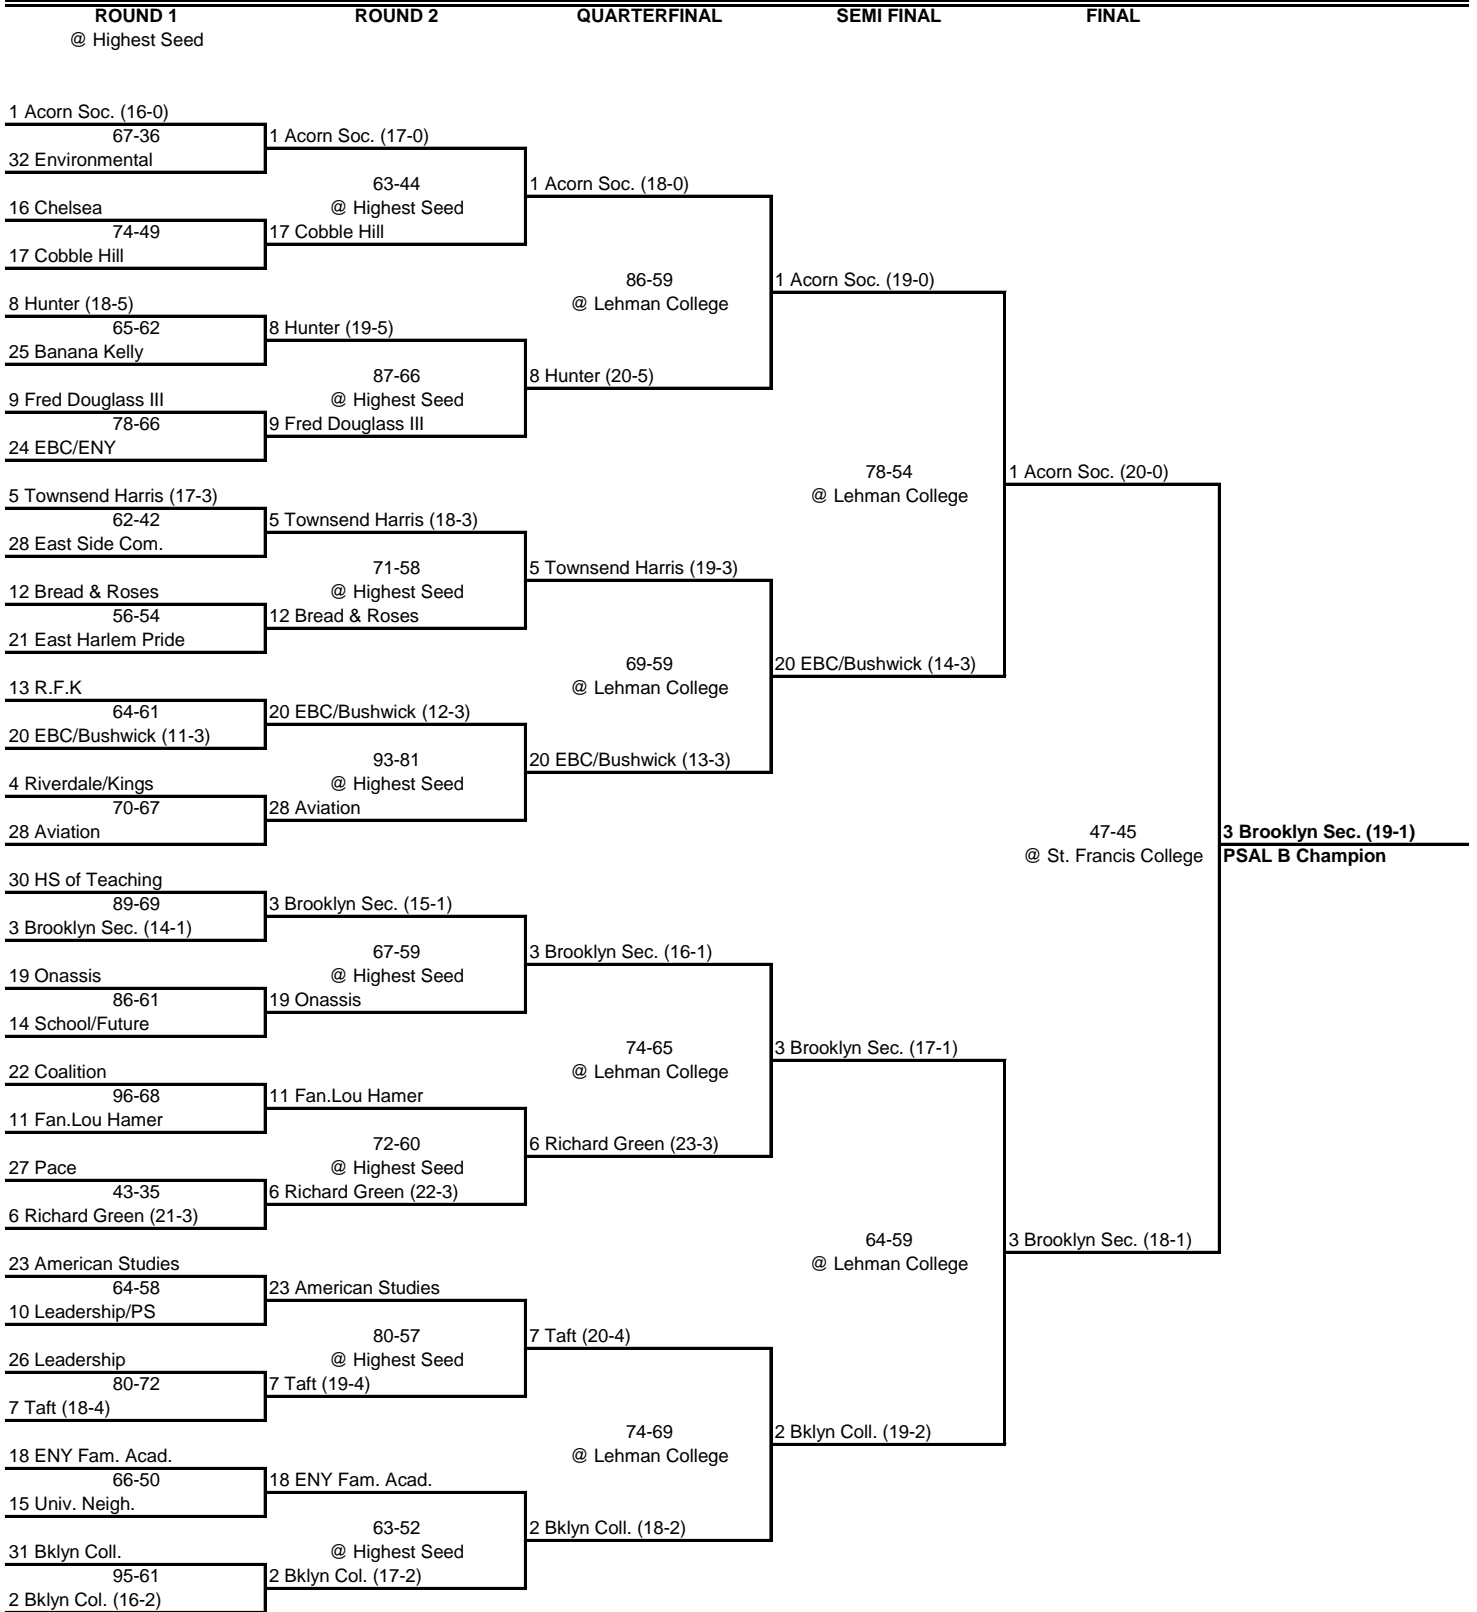 ROUND 1 ROUND 2 QUARTERFINAL SEMI FINAL FINAL
@ Highest Seed
1 Acorn Soc. (16-0)
67-36 1 Acorn Soc. (17-0)
32 Environmental
63-44 1 Acorn Soc. (18-0)
16 Chelsea @ Highest Seed
74-49 17 Cobble Hill
17 Cobble Hill
86-59 1 Acorn Soc. (19-0)
8 Hunter (18-5) @ Lehman College
65-62 8 Hunter (19-5)
25 Banana Kelly
87-66 8 Hunter (20-5)
9 Fred Douglass III @ Highest Seed
78-66 9 Fred Douglass III
24 EBC/ENY
78-54 1 Acorn Soc. (20-0)
5 Townsend Harris (17-3) @ Lehman College
62-42 5 Townsend Harris (18-3)
28 East Side Com.
71-58 5 Townsend Harris (19-3)
12 Bread & Roses @ Highest Seed
56-54 12 Bread & Roses
21 East Harlem Pride
69-59 20 EBC/Bushwick (14-3)
13 R.F.K @ Lehman College
64-61 20 EBC/Bushwick (12-3)
20 EBC/Bushwick (11-3)
93-81 20 EBC/Bushwick (13-3)
4 Riverdale/Kings @ Highest Seed
70-67 28 Aviation
28 Aviation 47-45 3 Brooklyn Sec. (19-1)
@ St. Francis College PSAL B Champion
30 HS of Teaching
89-69 3 Brooklyn Sec. (15-1)
3 Brooklyn Sec. (14-1)
67-59 3 Brooklyn Sec. (16-1)
19 Onassis @ Highest Seed
86-61 19 Onassis
14 School/Future
74-65 3 Brooklyn Sec. (17-1)
22 Coalition @ Lehman College
96-68 11 Fan.Lou Hamer
11 Fan.Lou Hamer
72-60 6 Richard Green (23-3)
27 Pace @ Highest Seed
43-35 6 Richard Green (22-3)
6 Richard Green (21-3)
64-59 3 Brooklyn Sec. (18-1)
23 American Studies @ Lehman College
64-58 23 American Studies
10 Leadership/PS
80-57 7 Taft (20-4)
26 Leadership @ Highest Seed
80-72 7 Taft (19-4)
7 Taft (18-4)
74-69 2 Bklyn Coll. (19-2)
18 ENY Fam. Acad. @ Lehman College
66-50 18 ENY Fam. Acad.
15 Univ. Neigh.
63-52 2 Bklyn Coll. (18-2)
31 Bklyn Coll. @ Highest Seed
95-61 2 Bklyn Col. (17-2)
2 Bklyn Col. (16-2)